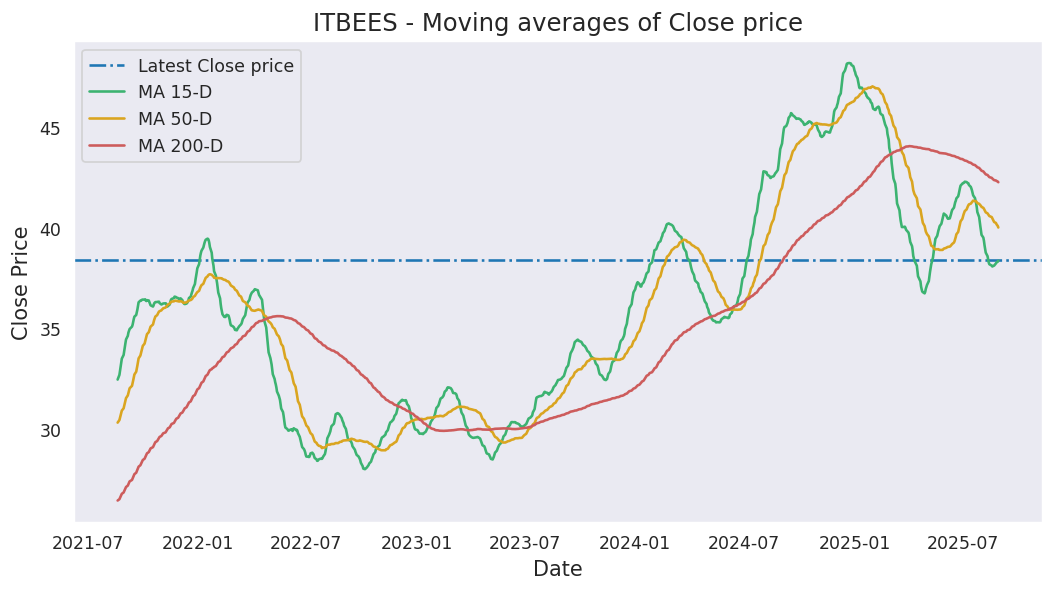 ITBEES - Moving averages of Close price
Latest Close price
MA 15-D
MA 50-D
MA 200-D
Close Price
45
40
35
30
2021-07
2022-01
2022-07
2023-01
2023-07
2024-01
2024-07
2025-01
2025-07
Date